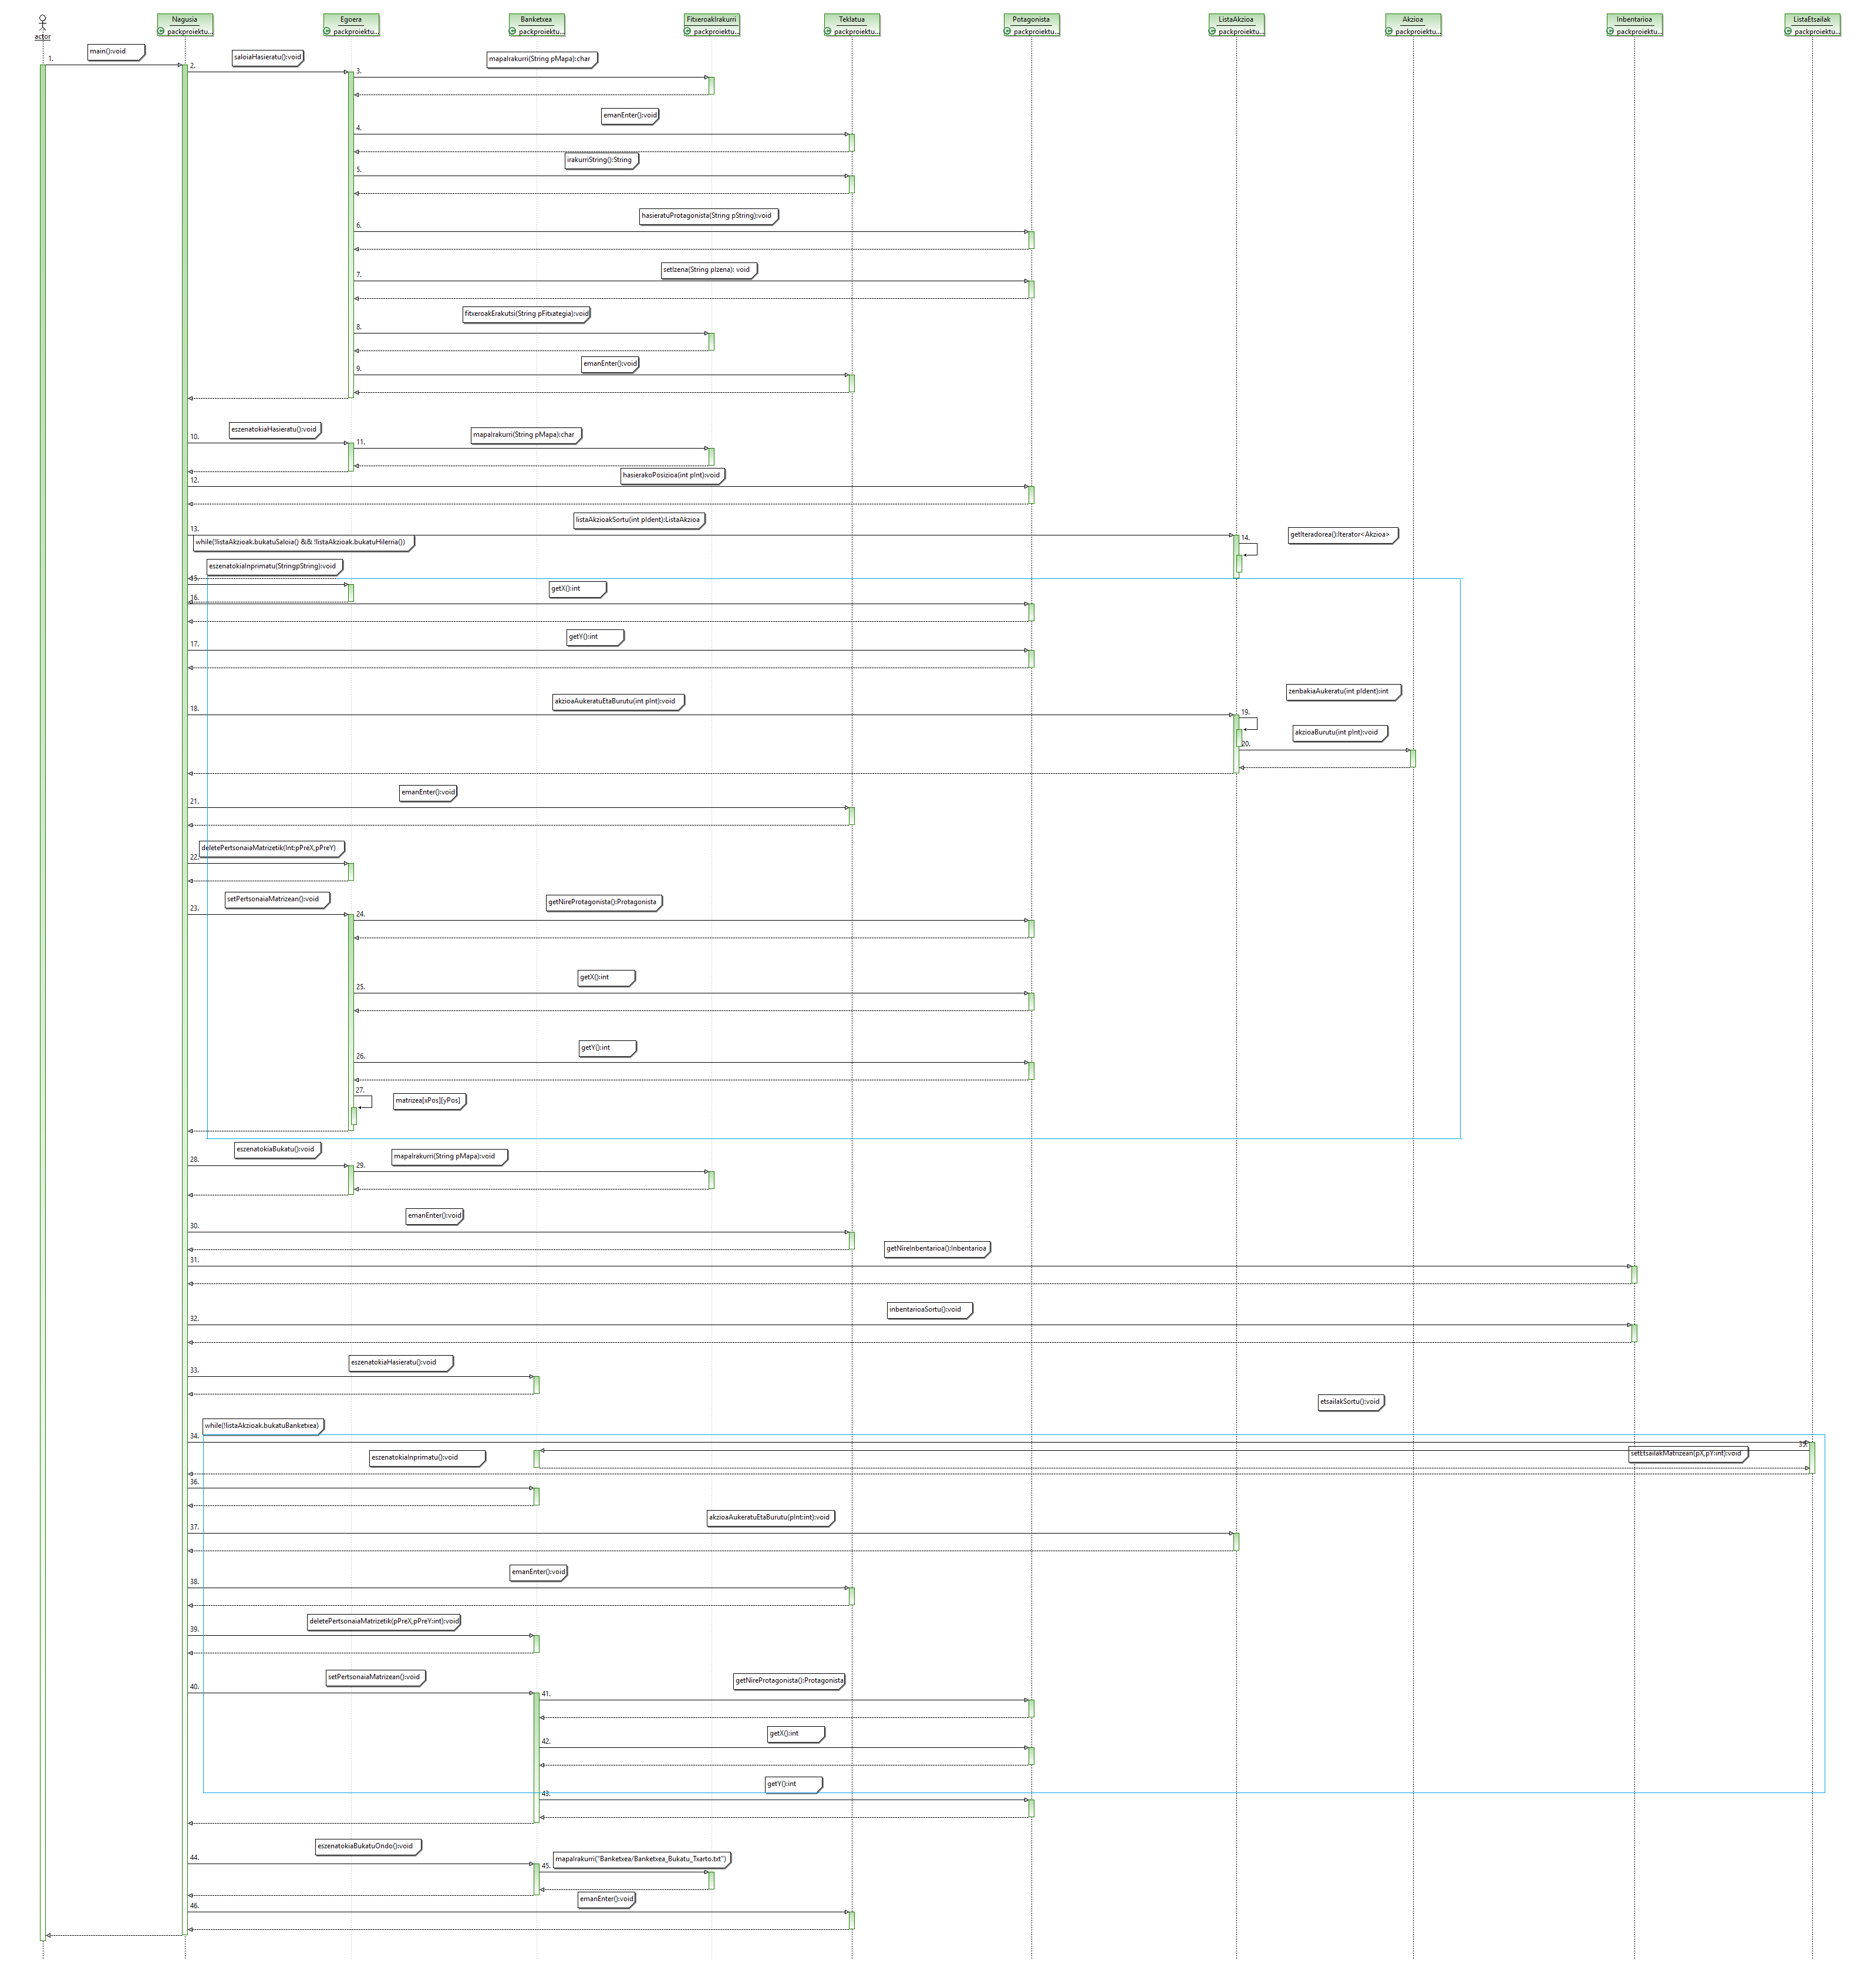 Nagusia
packproiektu...
Egoera
packproiektu...
Banketxea
packproiektu...
FitxeroakIrakurri
packproiektu...
Teklatua
packproiektu...
Potagonista
packproiektu...
ListaAkzioa
packproiektu...
Akzioa
packproiektu...
Inbentarioa
packproiektu...
ListaEtsailak
packproiektu...
actor
main():void
1.
saloiaHasieratu():void
2.
mapaIrakurri(String pMapa):char
3.
emanEnter():void
4.
irakurriString():String
5.
hasieratuProtagonista(String pString):void
6.
setIzena(String pIzena): void
7.
fitxeroakErakutsi(String pFitxategia):void
8.
emanEnter():void
9.
eszenatokiaHasieratu():void
10.
mapaIrakurri(String pMapa):char
11.
hasierakoPosizioa(int pInt):void
12.
listaAkzioakSortu(int pIdent):ListaAkzioa
13.
while(!listaAkzioak.bukatuSaloia() && !listaAkzioak.bukatuHilerria())
getIteradorea():Iterator<Akzioa>
14.
eszenatokiaInprimatu(StringpString):void
15.
getX():int
16.
getY():int
17.
akzioaAukeratuEtaBurutu(int pInt):void
18.
zenbakiaAukeratu(int pIdent):int
19.
akzioaBurutu(int pInt):void
20.
emanEnter():void
21.
deletePertsonaiaMatrizetik(Int:pPreX,pPreY)
22.
setPertsonaiaMatrizean():void
23.
getNireProtagonista():Protagonista
24.
getX():int
25.
getY():int
26.
27.
matrizea[xPos][yPos]
eszenatokiaBukatu():void
28.
mapaIrakurri(String pMapa):void
29.
emanEnter():void
30.
getNireInbentarioa():Inbentarioa
31.
inbentarioaSortu():void
32.
eszenatokiaHasieratu():void
33.
etsailakSortu():void
while(!listaAkzioak.bukatuBanketxea)
34.
35.
setEtsailakMatrizean(pX,pY:int):void
eszenatokiaInprimatu():void
36.
akzioaAukeratuEtaBurutu(pInt:int):void
37.
emanEnter():void
38.
deletePertsonaiaMatrizetik(pPreX,pPreY:int):void
39.
setPertsonaiaMatrizean():void
40.
getNireProtagonista():Protagonista
41.
getX():int
42.
getY():int
43.
eszenatokiaBukatuOndo():void
44.
mapaIrakurri("Banketxea/Banketxea_Bukatu_Txarto.txt")
45.
emanEnter():void
46.